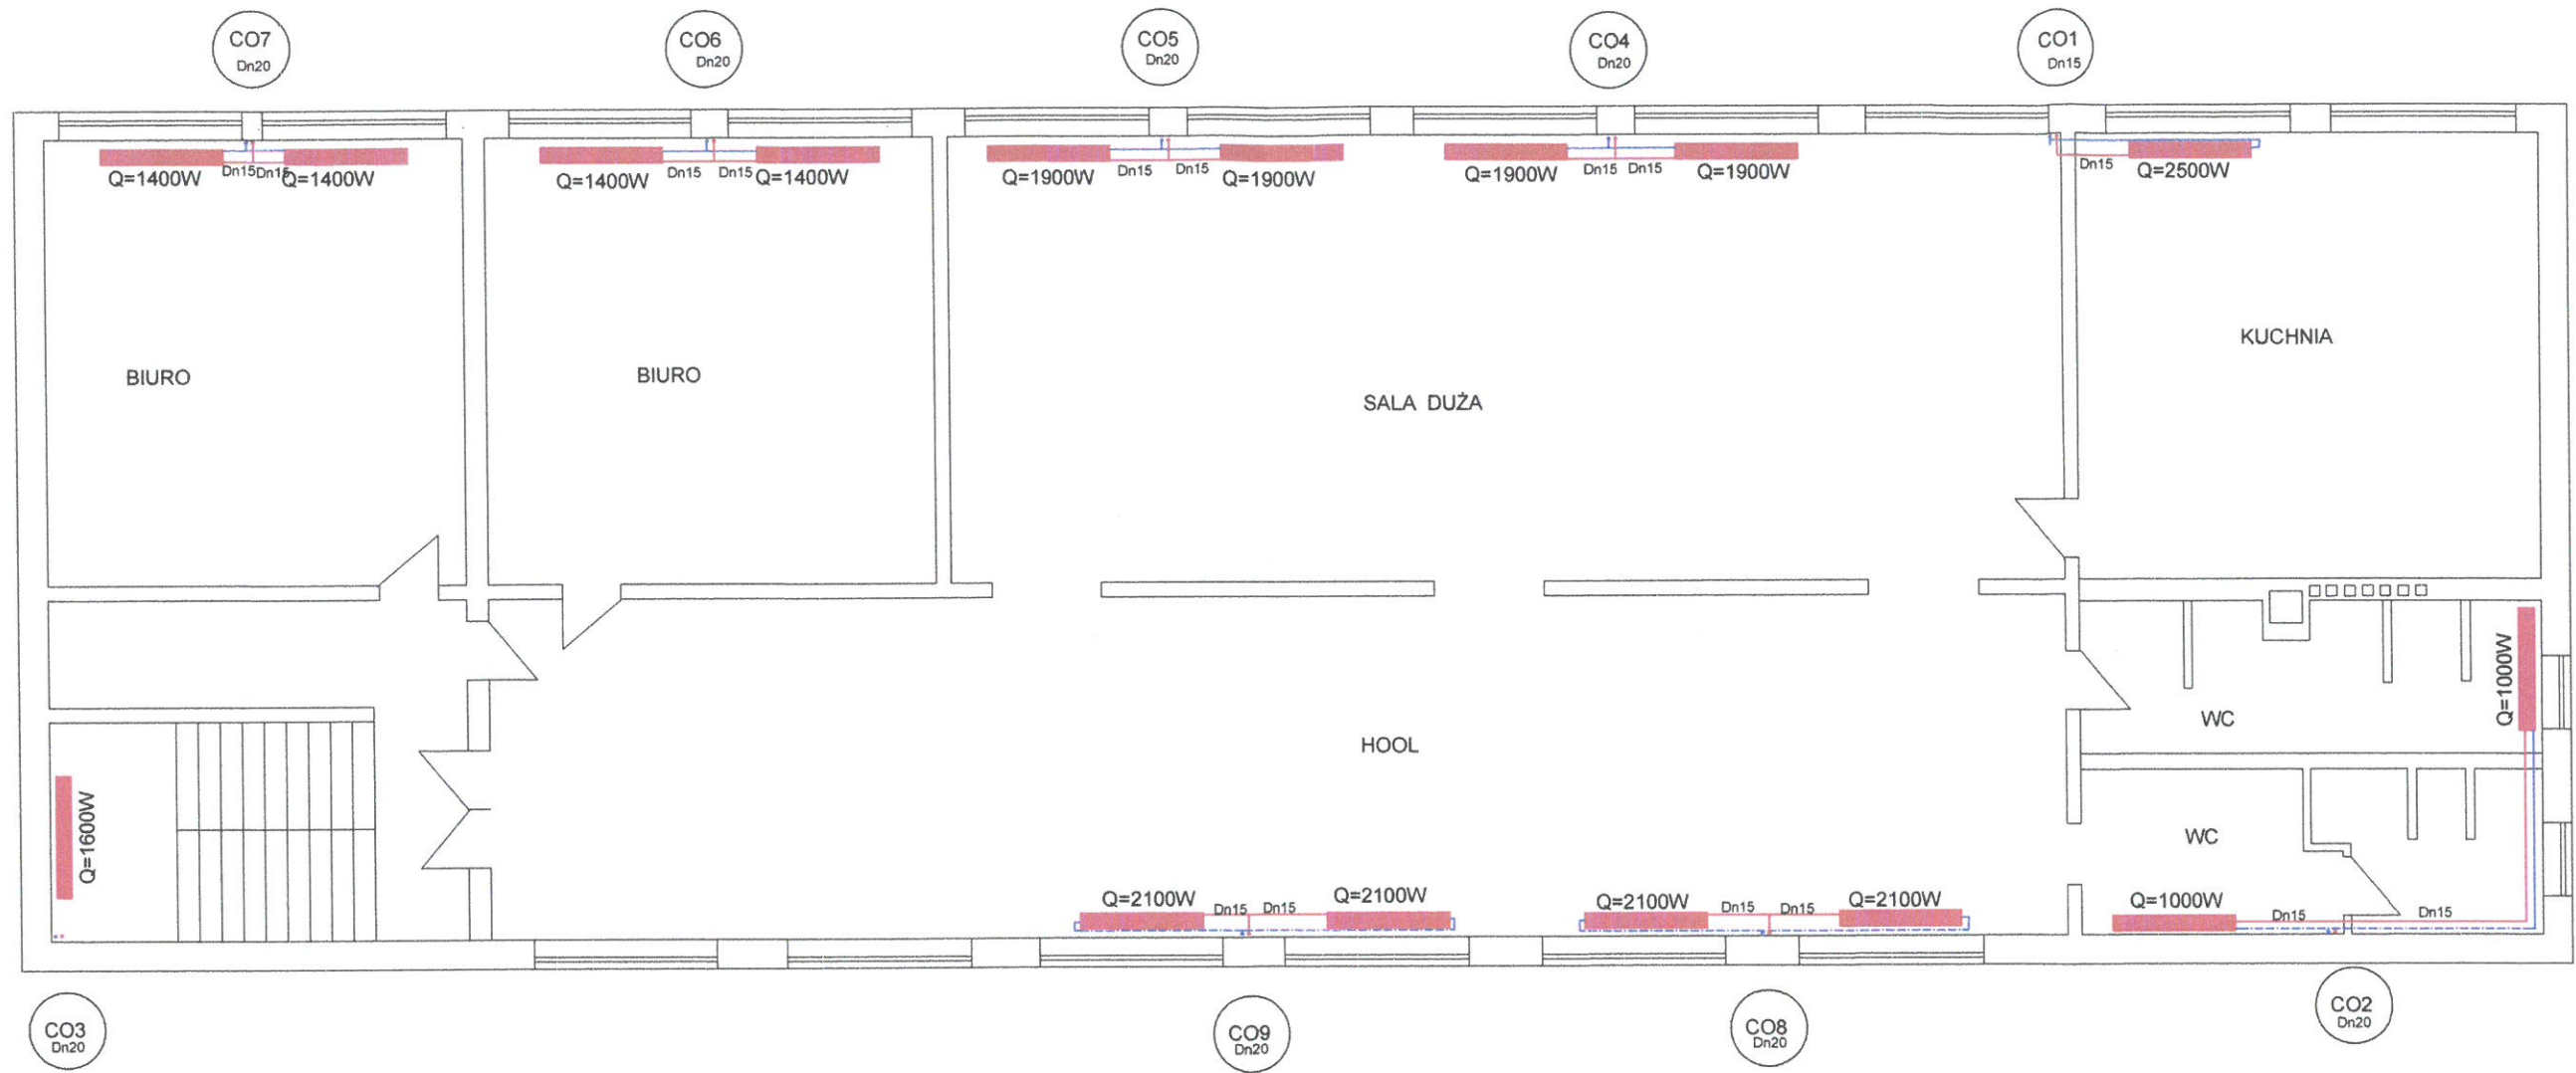 CO7
Dn20
CO6
Dn20
CO5
Dn20
CO4
Dn20
CO1
Dn15
Q=1400W
Dn15
Dn15
Q=1400W
Q=1400W
Dn15
Dn15
Q=1400W
Q=1900W
Dn15
Dn15
Q=1900W
Q=1900W
Dn15
Dn15
Q=1900W
Dn15
Q=2500W
BIURO
BIURO
SALA DUŻA
KUCHNIA
Q=1000W
WC
HOOL
Q=1600W
WC
Q=2100W
Dn15
Dn15
Q=2100W
Q=2100W
Dn15
Dn15
Q=2100W
Q=1000W
Dn15
Dn15
CO3
Dn20
CO9
Dn20
CO8
Dn20
CO2
Dn20